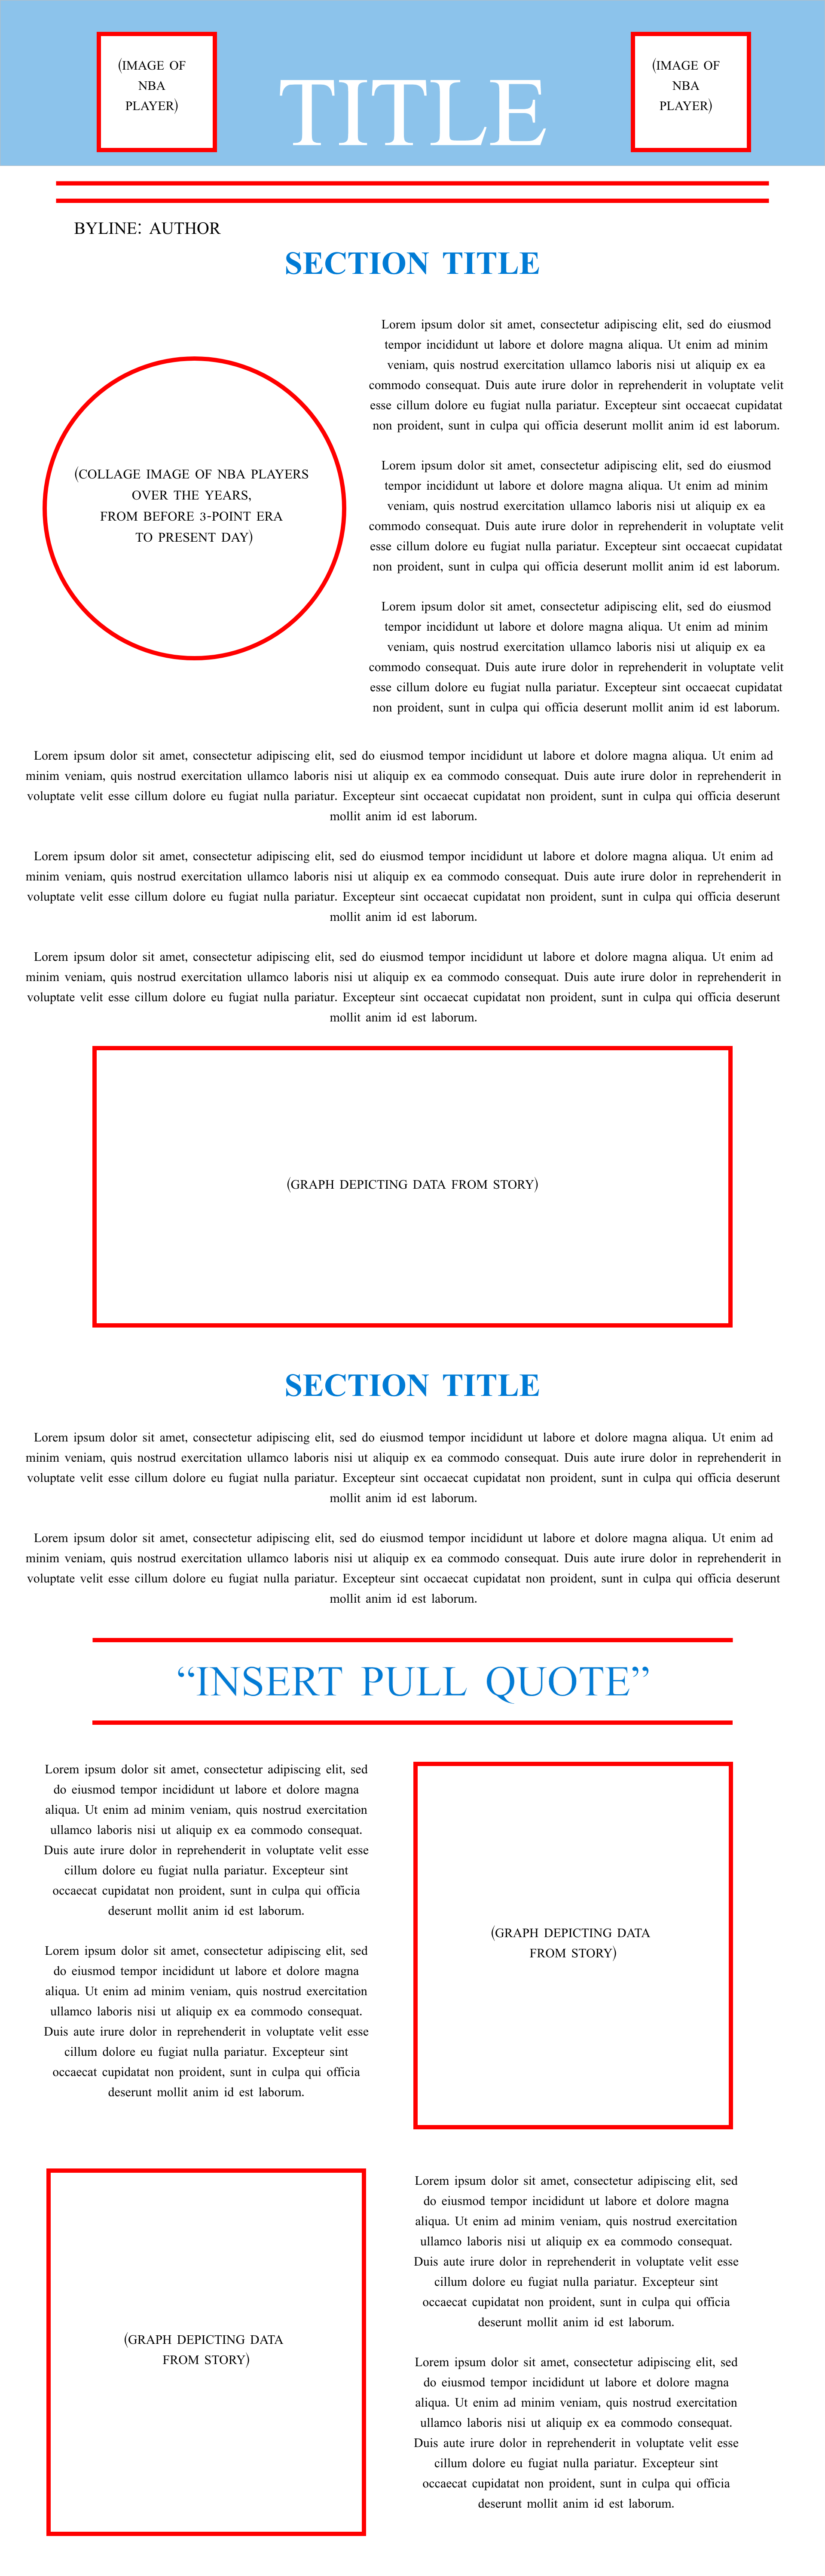 (IMAGE OF
NBA
PLAYER)
TITLE
(IMAGE OF
NBA
PLAYER)
BYLINE: AUTHOR
SECTION TITLE
(COLLAGE IMAGE OF NBA PLAYERS
OVER THE YEARS,
FROM BEFORE 3-POINT ERA
TO PRESENT DAY)
Lorem ipsum dolor sit amet, consectetur adipiscing elit, sed do eiusmod
tempor incididunt ut labore et dolore magna aliqua. Ut enim ad minim
veniam, quis nostrud exercitation ullamco laboris nisi ut aliquip ex ea
commodo consequat. Duis aute irure dolor in reprehenderit in voluptate velit
esse cillum dolore eu fugiat nulla pariatur. Excepteur sint occaecat cupidatat
non proident, sunt in culpa qui officia deserunt mollit anim id est laborum.
Lorem ipsum dolor sit amet, consectetur adipiscing elit, sed do eiusmod
tempor incididunt ut labore et dolore magna aliqua. Ut enim ad minim
veniam, quis nostrud exercitation ullamco laboris nisi ut aliquip ex ea
commodo consequat. Duis aute irure dolor in reprehenderit in voluptate velit
esse cillum dolore eu fugiat nulla pariatur. Excepteur sint occaecat cupidatat
non proident, sunt in culpa qui officia deserunt mollit anim id est laborum.
Lorem ipsum dolor sit amet, consectetur adipiscing elit, sed do eiusmod
tempor incididunt ut labore et dolore magna aliqua. Ut enim ad minim
veniam, quis nostrud exercitation ullamco laboris nisi ut aliquip ex ea
commodo consequat. Duis aute irure dolor in reprehenderit in voluptate velit
esse cillum dolore eu fugiat nulla pariatur. Excepteur sint occaecat cupidatat
non proident, sunt in culpa qui officia deserunt mollit anim id est laborum.
Lorem ipsum dolor sit amet, consectetur adipiscing elit, sed do eiusmod tempor incididunt ut labore et dolore magna aliqua. Ut enim ad
minim veniam, quis nostrud exercitation ullamco laboris nisi ut aliquip ex ea commodo consequat. Duis aute irure dolor in reprehenderit in
voluptate velit esse cillum dolore eu fugiat nulla pariatur. Excepteur sint occaecat cupidatat non proident, sunt in culpa qui officia deserunt
mollit anim id est laborum.
Lorem ipsum dolor sit amet, consectetur adipiscing elit, sed do eiusmod tempor incididunt ut labore et dolore magna aliqua. Ut enim ad
minim veniam, quis nostrud exercitation ullamco laboris nisi ut aliquip ex ea commodo consequat. Duis aute irure dolor in reprehenderit in
voluptate velit esse cillum dolore eu fugiat nulla pariatur. Excepteur sint occaecat cupidatat non proident, sunt in culpa qui officia deserunt
mollit anim id est laborum.
Lorem ipsum dolor sit amet, consectetur adipiscing elit, sed do eiusmod tempor incididunt ut labore et dolore magna aliqua. Ut enim ad
minim veniam, quis nostrud exercitation ullamco laboris nisi ut aliquip ex ea commodo consequat. Duis aute irure dolor in reprehenderit in
voluptate velit esse cillum dolore eu fugiat nulla pariatur. Excepteur sint occaecat cupidatat non proident, sunt in culpa qui officia deserunt
mollit anim id est laborum.
(GRAPH DEPICTING DATA FROM STORY)
SECTION TITLE
Lorem ipsum dolor sit amet, consectetur adipiscing elit, sed do eiusmod tempor incididunt ut labore et dolore magna aliqua. Ut enim ad
minim veniam, quis nostrud exercitation ullamco laboris nisi ut aliquip ex ea commodo consequat. Duis aute irure dolor in reprehenderit in
voluptate velit esse cillum dolore eu fugiat nulla pariatur. Excepteur sint occaecat cupidatat non proident, sunt in culpa qui officia deserunt
mollit anim id est laborum.
Lorem ipsum dolor sit amet, consectetur adipiscing elit, sed do eiusmod tempor incididunt ut labore et dolore magna aliqua. Ut enim ad
minim veniam, quis nostrud exercitation ullamco laboris nisi ut aliquip ex ea commodo consequat. Duis aute irure dolor in reprehenderit in
voluptate velit esse cillum dolore eu fugiat nulla pariatur. Excepteur sint occaecat cupidatat non proident, sunt in culpa qui officia deserunt
mollit anim id est laborum.
“INSERT PULL QUOTE”
Lorem ipsum dolor sit amet, consectetur adipiscing elit, sed
do eiusmod tempor incididunt ut labore et dolore magna
aliqua. Ut enim ad minim veniam, quis nostrud exercitation
ullamco laboris nisi ut aliquip ex ea commodo consequat.
Duis aute irure dolor in reprehenderit in voluptate velit esse
cillum dolore eu fugiat nulla pariatur. Excepteur sint
occaecat cupidatat non proident, sunt in culpa qui officia
deserunt mollit anim id est laborum.
Lorem ipsum dolor sit amet, consectetur adipiscing elit, sed
do eiusmod tempor incididunt ut labore et dolore magna
aliqua. Ut enim ad minim veniam, quis nostrud exercitation
ullamco laboris nisi ut aliquip ex ea commodo consequat.
Duis aute irure dolor in reprehenderit in voluptate velit esse
cillum dolore eu fugiat nulla pariatur. Excepteur sint
occaecat cupidatat non proident, sunt in culpa qui officia
deserunt mollit anim id est laborum.
(GRAPH DEPICTING DATA
FROM STORY)
(GRAPH DEPICTING DATA
FROM STORY)
Lorem ipsum dolor sit amet, consectetur adipiscing elit, sed
do eiusmod tempor incididunt ut labore et dolore magna
aliqua. Ut enim ad minim veniam, quis nostrud exercitation
ullamco laboris nisi ut aliquip ex ea commodo consequat.
Duis aute irure dolor in reprehenderit in voluptate velit esse
cillum dolore eu fugiat nulla pariatur. Excepteur sint
occaecat cupidatat non proident, sunt in culpa qui officia
deserunt mollit anim id est laborum.
Lorem ipsum dolor sit amet, consectetur adipiscing elit, sed
do eiusmod tempor incididunt ut labore et dolore magna
aliqua. Ut enim ad minim veniam, quis nostrud exercitation
ullamco laboris nisi ut aliquip ex ea commodo consequat.
Duis aute irure dolor in reprehenderit in voluptate velit esse
cillum dolore eu fugiat nulla pariatur. Excepteur sint
occaecat cupidatat non proident, sunt in culpa qui officia
deserunt mollit anim id est laborum.